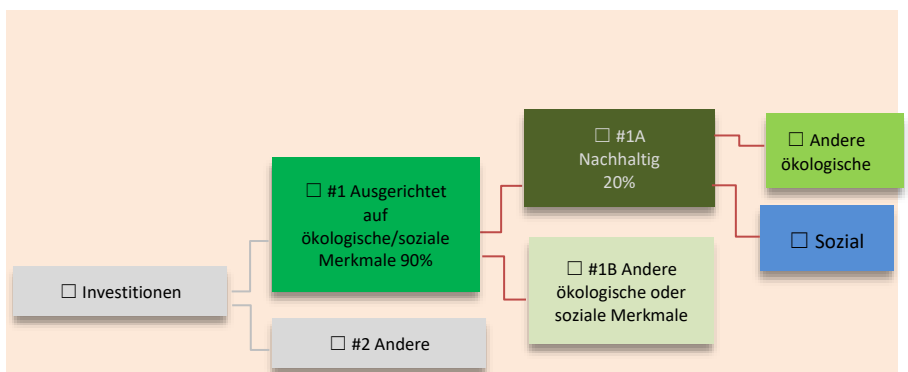 ☐ Investitionen
☐ #1 Ausgerichtet
auf
ökologische/soziale
Merkmale 90%
☐ #2 Andere
☐ #1A
Nachhaltig
20%
☐ #1B Andere
ökologische oder
soziale Merkmale
☐ Andere
ökologische
☐ Sozial